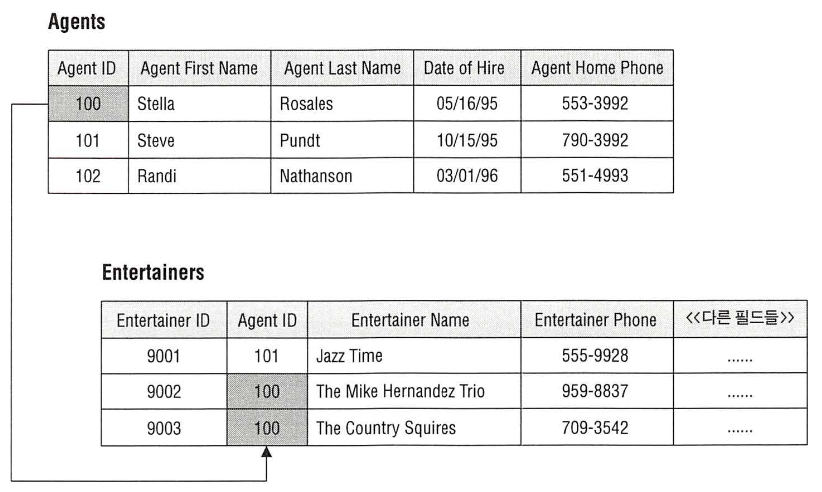 Agents
Agent ID Agent First Name Agent Last Name Date of Hire Agent Home Phone
100 Stella Rosales 05/16/95 553-3992
101 Steve Pundt 10/15/95 790-3992
102 Randi Nathanson 03/01/96 551-4993
Entertainers
Entertainer ID Agent ID Entertainer Name Entertainer Phone <<다른 필드들>>
9001 101 Jazz Time 555-9928 ......
9002 100 The Mike Hernandez Trio 959-8837 ......
9003 100 The Country Squires 709-3542 ......